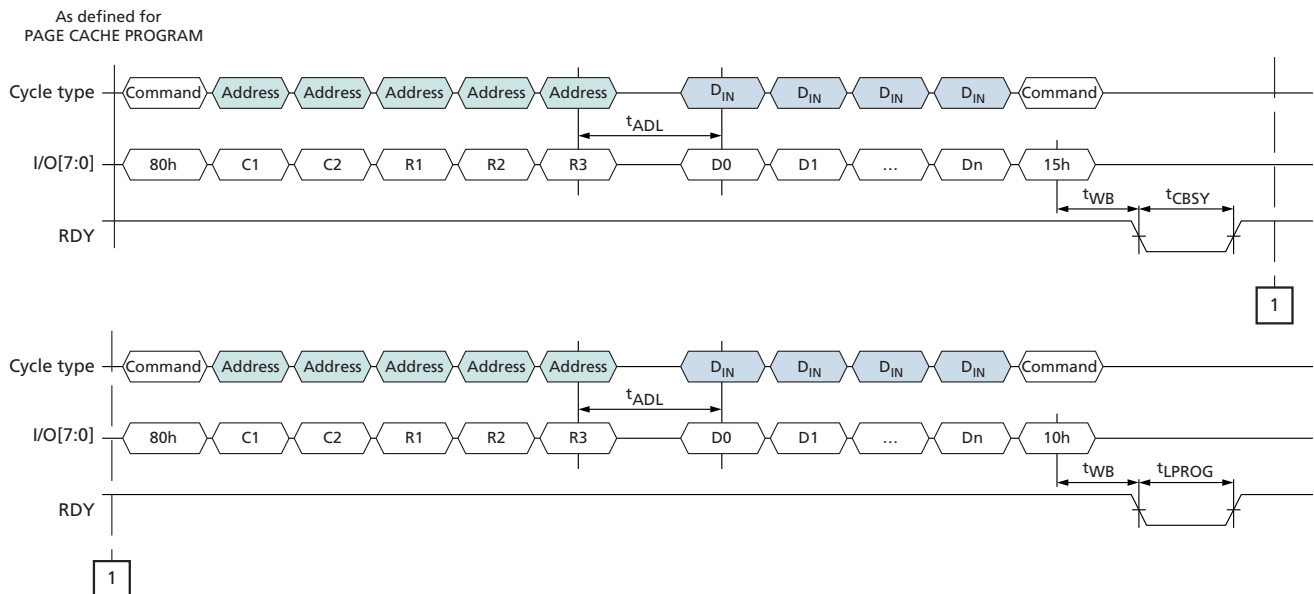 As defined for
PAGE CACHE PROGRAM
Cycle type Command Address Address Address Address Address DIN DIN DIN DIN Command
tADL
I/O[7:0] 80h C1 C2 R1 R2 R3 D0 D1 … Dn 15h
tWB tCBSY
RDY
1
Cycle type Command Address Address Address Address Address DIN DIN DIN DIN Command
tADL
I/O[7:0] 80h C1 C2 R1 R2 R3 D0 D1 … Dn 10h
tWB tLPROG
RDY
1